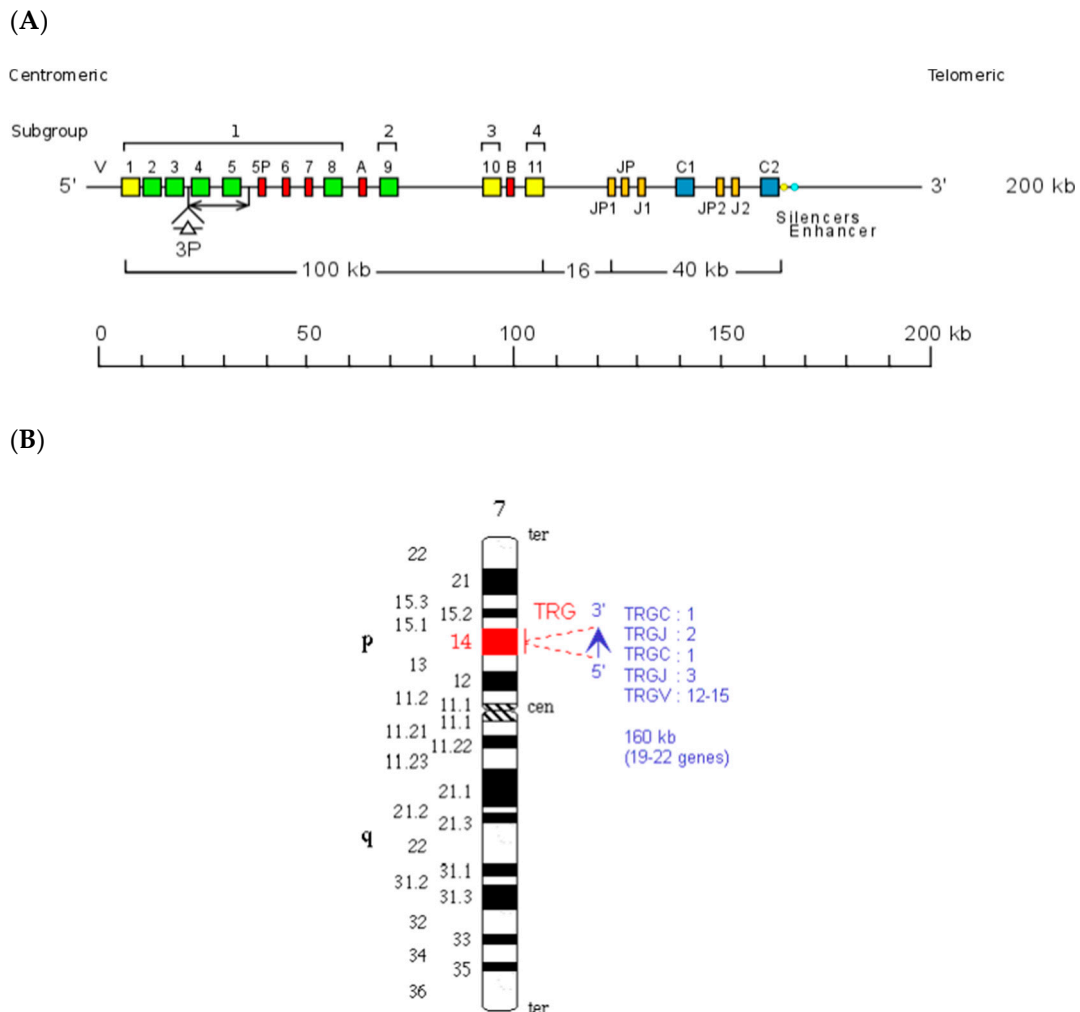 (A)
Centromeric Telomeric
Subgroup 1 2 3 4
V 1 2 3 4 5 5P 6 7 8 A 9 10 B 11 JP C1 C2
5' 3' 200 kb
JP1 J1 JP2 J2
Silencers
Enhancer
3P
100 kb 16 40 kb
0 50 100 150 200 kb
(B)
7
ter
22
21
15.3
15.2
15.1
TRG 3' TRGC : 1
TRGJ : 2
p 14 TRGC : 1
5' TRGJ : 3
13
12 TRGV : 12-15
11.2
11.1 cen
11.1
11.21
160 kb
11.22 (19-22 genes)
11.23
21.1
21.2
21.3
q
22
31.1
31.2
31.3
32
33
34
35
36
ter